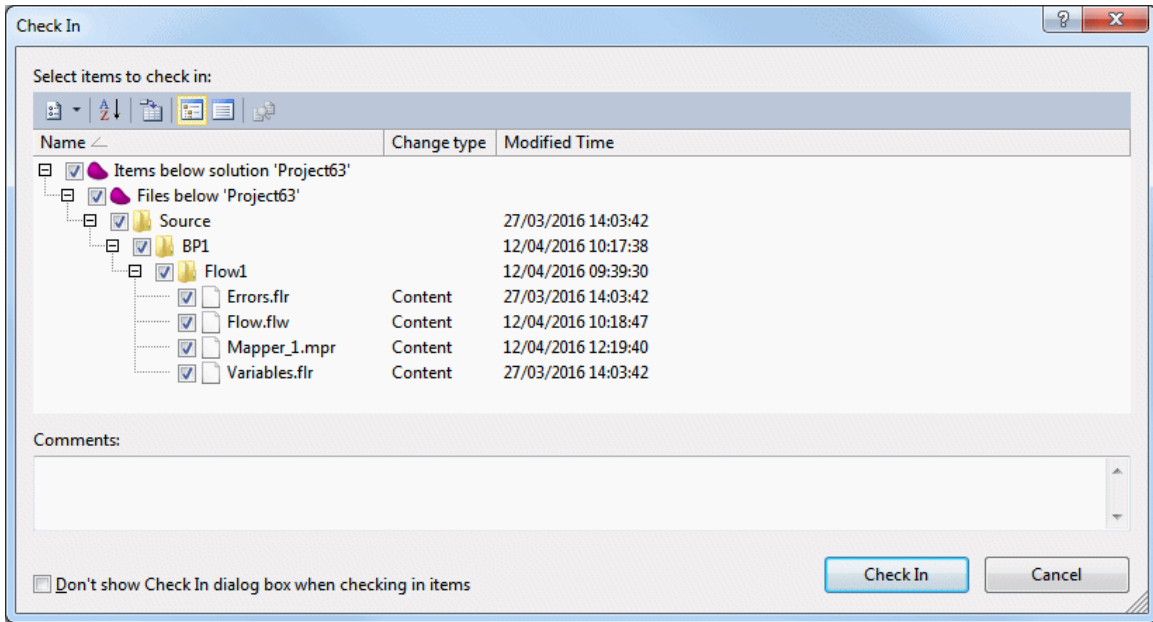 Check In
Select items to check in:
Name Change type Modified Time
Items below solution 'Project63'
Files below 'Project63'
Source 27/03/2016 14:03:42
BP1 12/04/2016 10:17:38
Flow1 12/04/2016 09:39:30
Errors.flr Content 27/03/2016 14:03:42
Flow.flw Content 12/04/2016 10:18:47
Mapper_1.mpr Content 12/04/2016 12:19:40
Variables.flr Content 27/03/2016 14:03:42
Comments:
Don't show Check In dialog box when checking in items
Check In Cancel